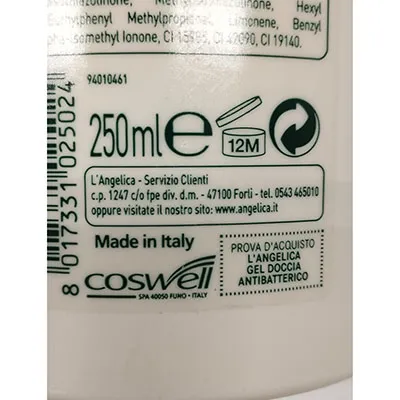 Hexyl
Methylpropional, Limonene, Benzyl
Isomethyl Ionone, CI 15985, CI 42090, CI 19140.
94010461
250ml e 12M
L'Angelica - Servizio Clienti
c.p. 1247 c/o fpe div. d.m. - 47100 Forlì - tel. 0543 465010
oppure visitate il nostro sito: www.angelica.it
Made in Italy
coswell
SPA 40050 FUNO - ITALY
PROVA D'ACQUISTO
L'ANGELICA
GEL DOCCIA
ANTIBATTERICO
8 017331 025024